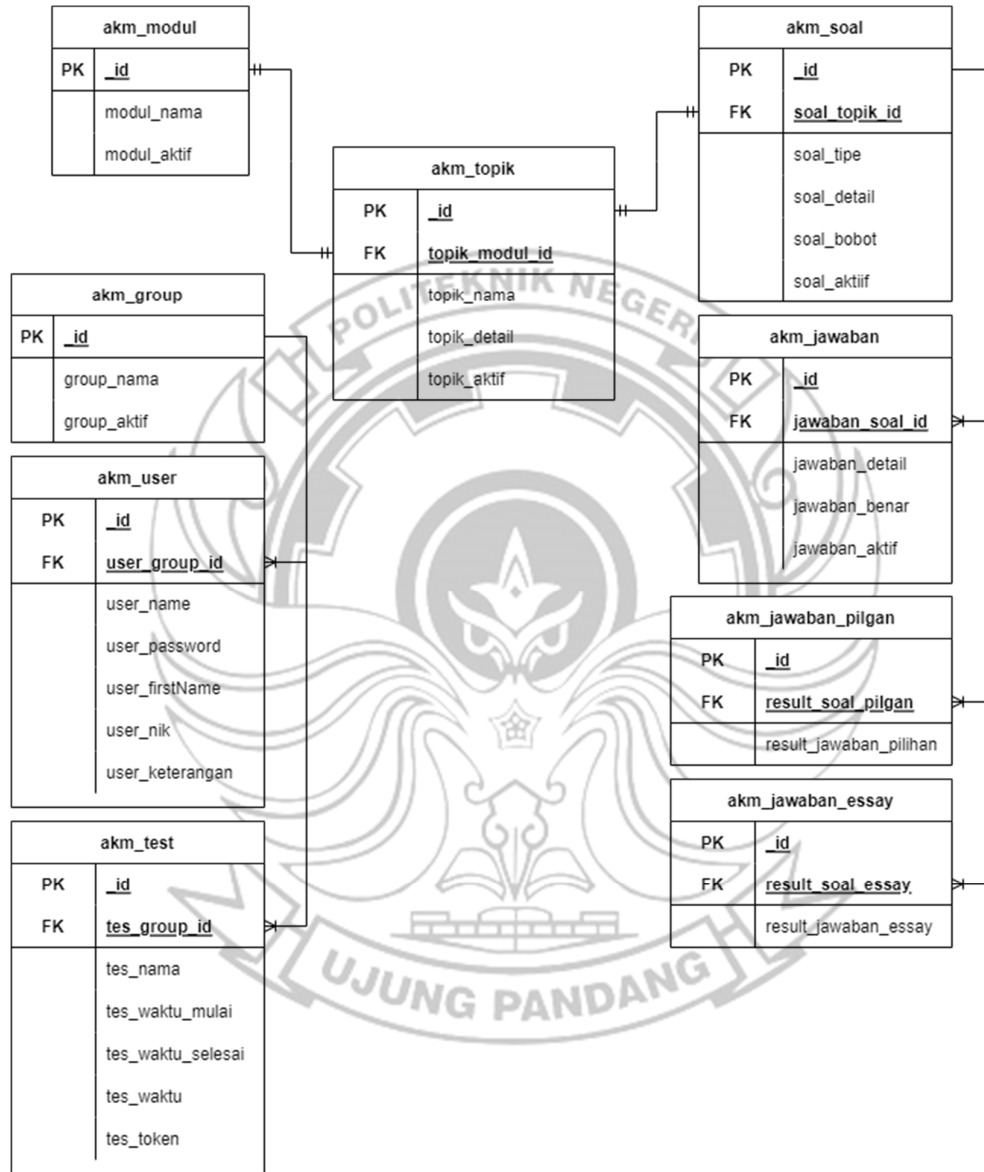 akm_modul
PK _id
modul_nama
modul_aktif
akm_topik
PK _id
FK topik_modul_id
topik_nama
topik_detail
topik_aktif
akm_soal
PK _id
FK soal_topik_id
soal_tipe
soal_detail
soal_bobot
soal_aktiif
akm_group
PK _id
group_nama
group_aktif
akm_user
PK _id
FK user_group_id
user_name
user_password
user_firstName
user_nik
user_keterangan
akm_test
PK _id
FK tes_group_id
tes_nama
tes_waktu_mulai
tes_waktu_selesai
tes_waktu
tes_token
akm_jawaban
PK _id
FK jawaban_soal_id
jawaban_detail
jawaban_benar
jawaban_aktif
akm_jawaban_pilgan
PK _id
FK result_soal_pilgan
result_jawaban_pilihan
akm_jawaban_essay
PK _id
FK result_soal_essay
result_jawaban_essay
POLITEKNIK NEGERI
UJUNG PANDANG